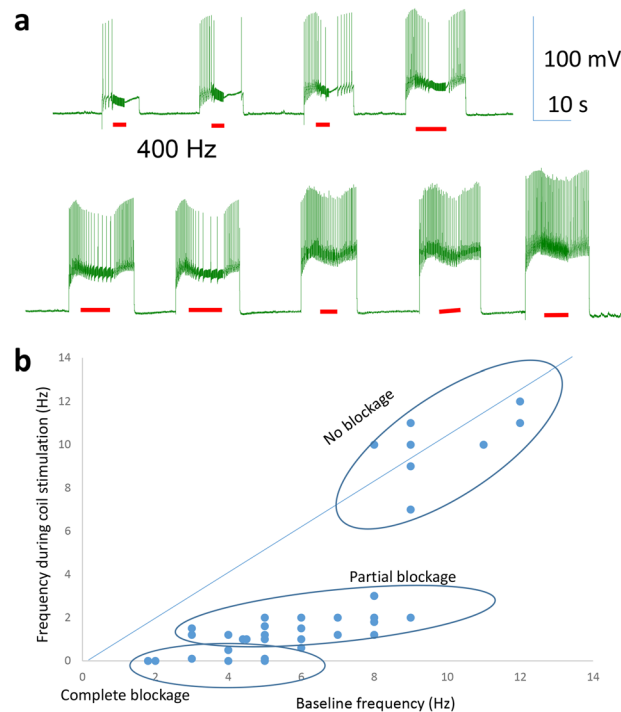 a
100 mV
10 s
400 Hz
b
14
12
10
8
6
4
2
0
Frequency during coil stimulation (Hz)
No blockage
Partial blockage
Complete blockage
0
2
4
6
8
10
12
14
Baseline frequency (Hz)